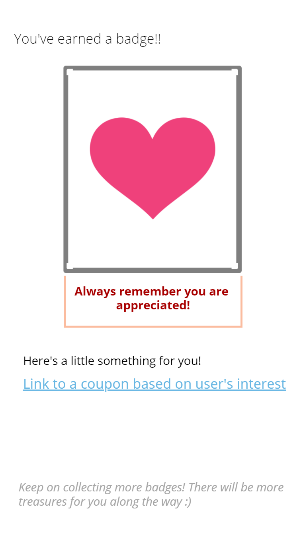 You've earned a badge!!
Always remember you are
appreciated!
Here's a little something for you!
Link to a coupon based on user's interest
Keep on collecting more badges! There will be more
treasures for you along the way :)